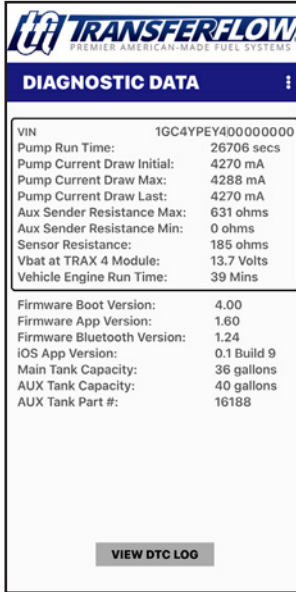 tfi TRANSFERFLOW
PREMIER AMERICAN-MADE FUEL SYSTEMS
DIAGNOSTIC DATA
VIN 1GC4YPEY400000000
Pump Run Time: 26706 secs
Pump Current Draw Initial: 4270 mA
Pump Current Draw Max: 4288 mA
Pump Current Draw Last: 4270 mA
Aux Sender Resistance Max: 631 ohms
Aux Sender Resistance Min: 0 ohms
Sensor Resistance: 185 ohms
Vbat at TRAX 4 Module: 13.7 Volts
Vehicle Engine Run Time: 39 Mins
Firmware Boot Version: 4.00
Firmware App Version: 1.60
Firmware Bluetooth Version: 1.24
iOS App Version: 0.1 Build 9
Main Tank Capacity: 36 gallons
AUX Tank Capacity: 40 gallons
AUX Tank Part #: 16188
VIEW DTC LOG